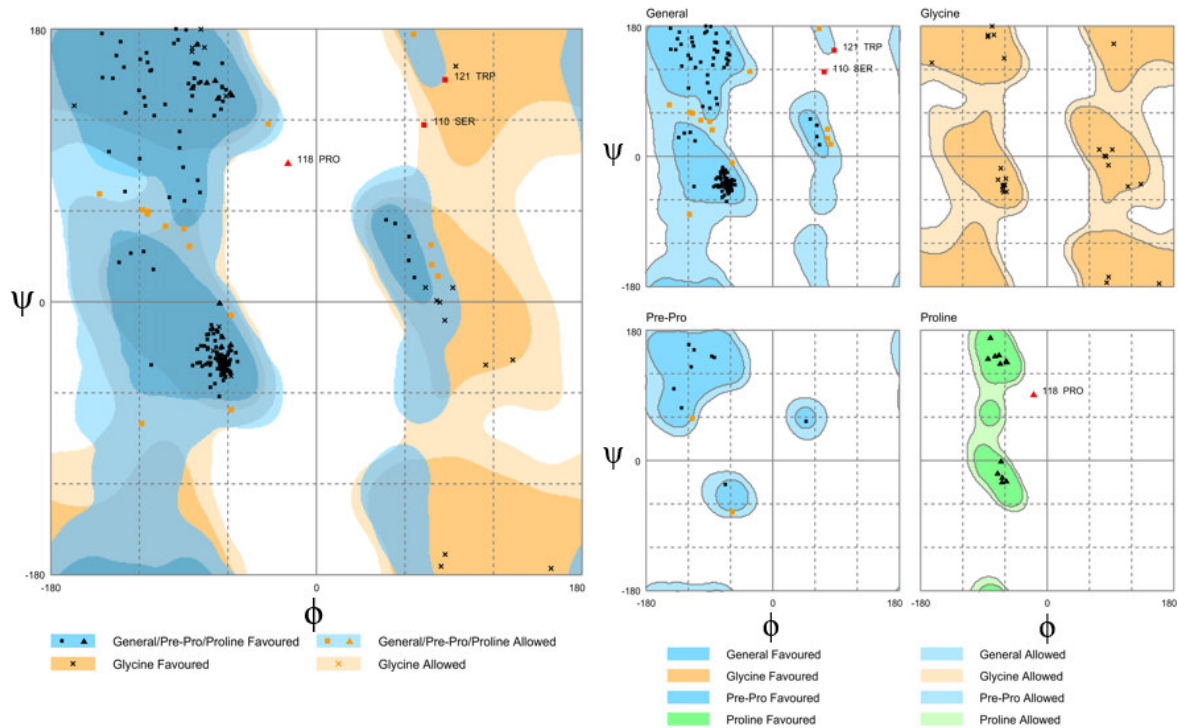 180
121 TRP
110 SER
118 PRO
ψ
0
-180
-180 0 180
ϕ
General/Pre-Pro/Proline Favoured
General/Pre-Pro/Proline Allowed
Glycine Favoured
Glycine Allowed
General
180
121 TRP
110 SER
ψ
0
-180
Glycine
Pre-Pro
180
ψ
0
-180
-180 0 180
Proline
118 PRO
-180 0 180
ϕ
General Favoured
General Allowed
Glycine Favoured
Glycine Allowed
Pre-Pro Favoured
Pre-Pro Allowed
Proline Favoured
Proline Allowed